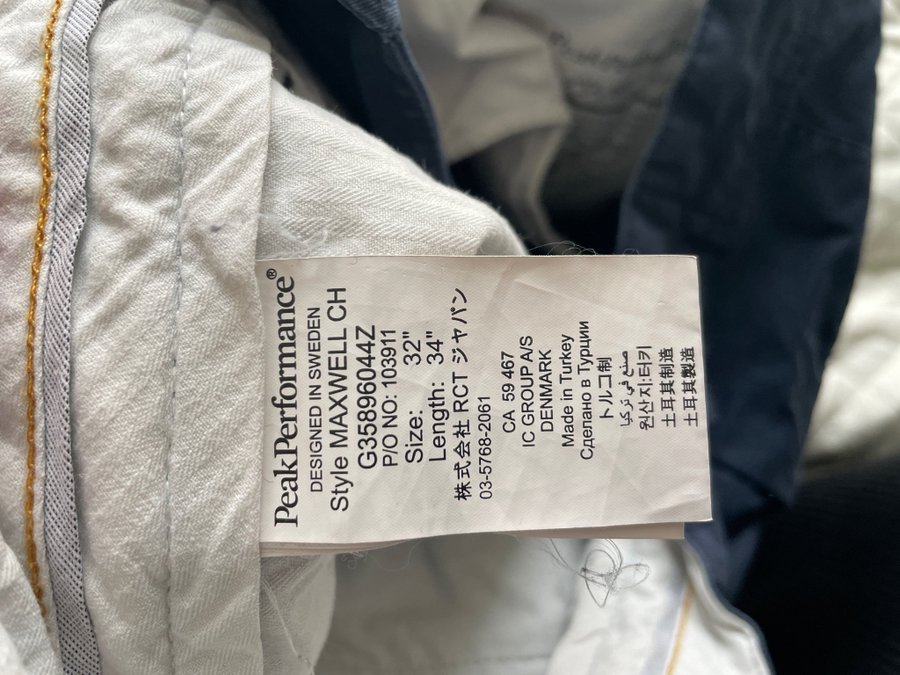 PeakPerformance®
DESIGNED IN SWEDEN
Style MAXWELL CH
G35896044Z
P/O NO: 103911
Size: 32"
Length: 34"
株式会社 RCT ジャパン
03-5768-2061
CA 59 467
IC GROUP A/S
DENMARK
Made in Turkey
Сделано в Турции
トルコ制
صنع في تركيا
원산지:터키
土耳其制造
土耳其製造